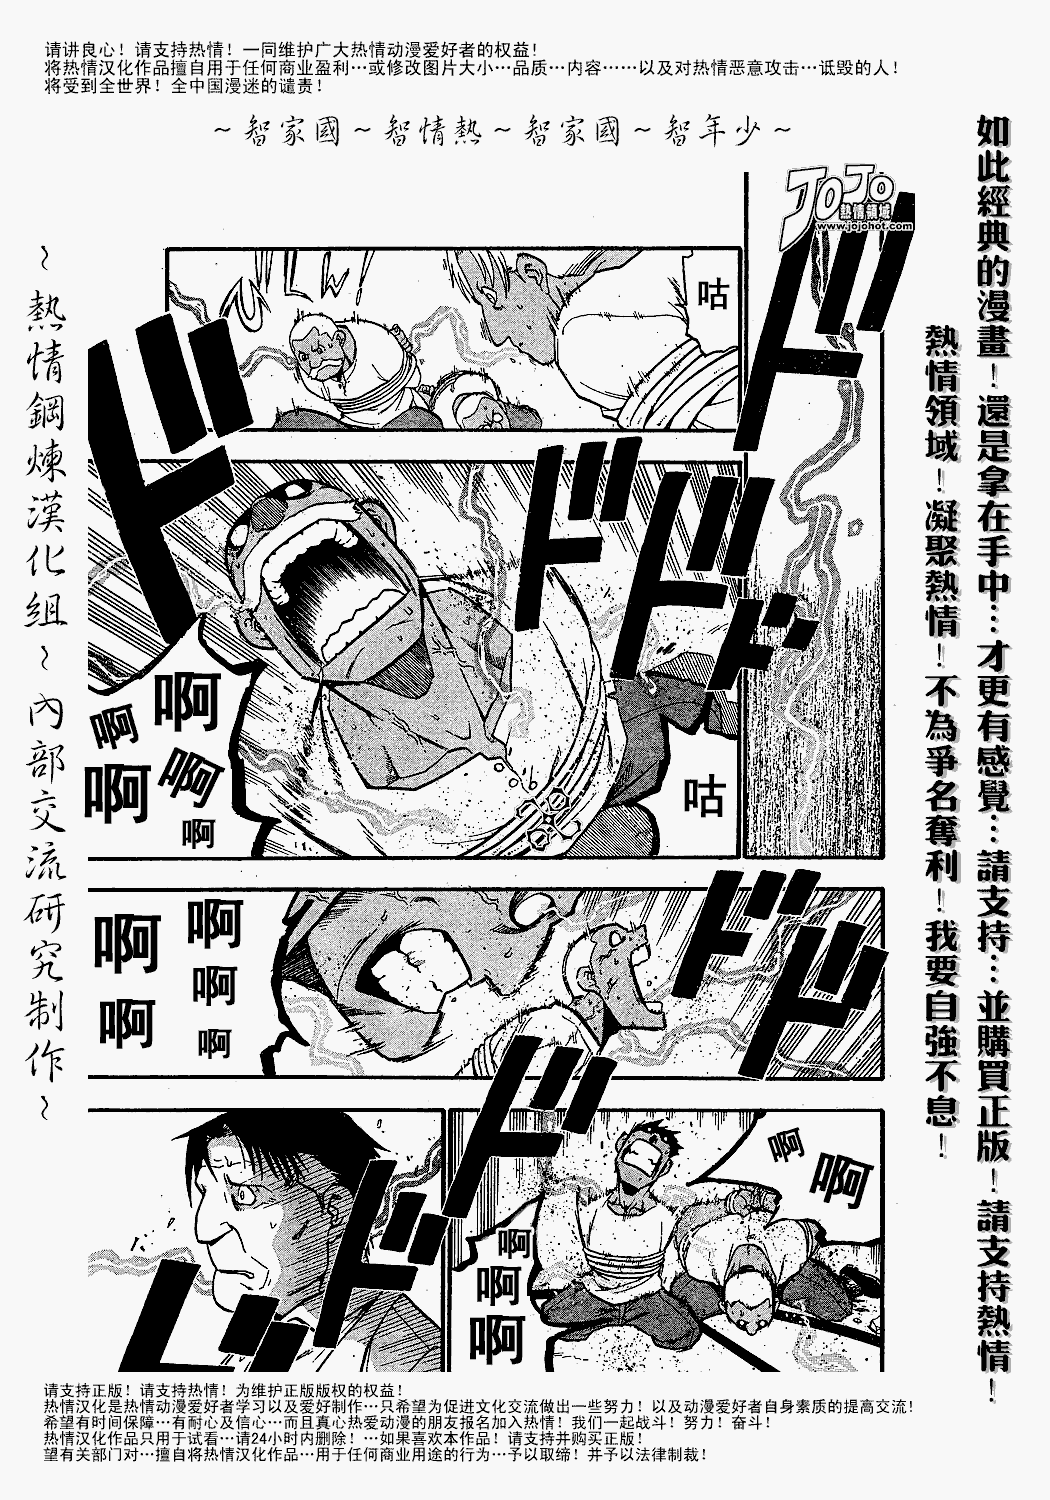 请讲良心！请支持热情！一同维护广大热情动漫爱好者的权益！
将热情汉化作品擅自用于任何商业盈利…或修改图片大小…品质…内容……以及对热情恶意攻击…诋毁的人！
将受到全世界！全中国漫迷的谴责！
～智家國～智情熱～智家國～智年少～
如此經典的漫畫！還是拿在手中…才更有感覺…請支持…並購買正版！請支持熱情！
熱情領域！凝聚熱情！不為爭名奪利！我要自強不息！
JOJO
熱情領域
www.jojohot.com
～熱情鋼煉漢化組～內部交流研究制作～
ドドド
咕
ドドド
啊
啊
啊
啊
啊
咕
ドド
啊
啊
啊
啊
啊
ドド
啊
啊
啊
啊
啊
ドドド
请支持正版！请支持热情！为维护正版版权的权益！
热情汉化是热情动漫爱好者学习以及爱好制作…只希望为促进文化交流做出一些努力！以及动漫爱好者自身素质的提高交流！
希望有时间保障…有耐心及信心…而且真心热爱动漫的朋友报名加入热情！我们一起战斗！努力！奋斗！
热情汉化作品只用于试看…请24小时内删除！…如果喜欢本作品！请支持并购买正版！
望有关部门对…擅自将热情汉化作品…用于任何商业用途的行为…予以取缔！并予以法律制裁！